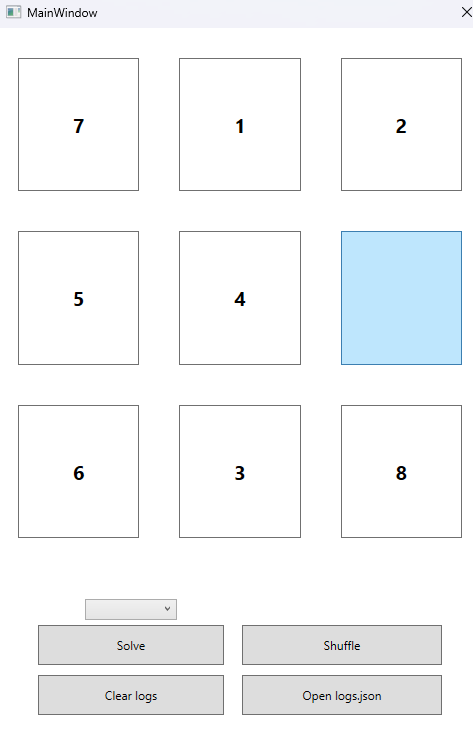 MainWindow
7 1 2
5 4
6 3 8
Solve Shuffle
Clear logs Open logs.json